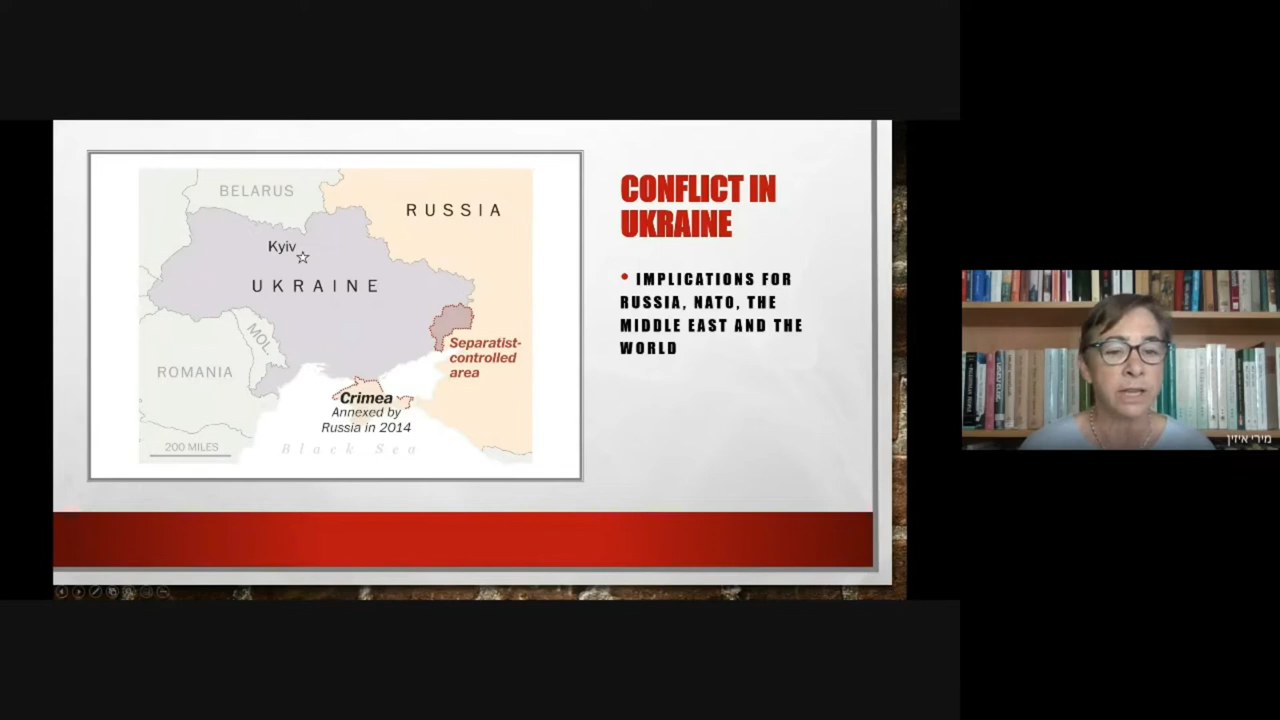 BELARUS
RUSSIA
Kyiv
UKRAINE
MOL.
Separatist-
controlled
area
ROMANIA
Crimea
Annexed by
Russia in 2014
200 MILES
Black Sea
CONFLICT IN
UKRAINE
• IMPLICATIONS FOR
RUSSIA, NATO, THE
MIDDLE EAST AND THE
WORLD
מירי איזין